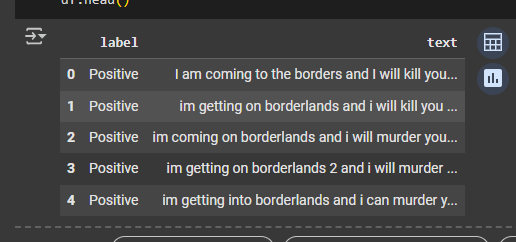 df.head()
label text
0 Positive I am coming to the borders and I will kill you...
1 Positive im getting on borderlands and i will kill you ...
2 Positive im coming on borderlands and i will murder you...
3 Positive im getting on borderlands 2 and i will murder ...
4 Positive im getting into borderlands and i can murder y...